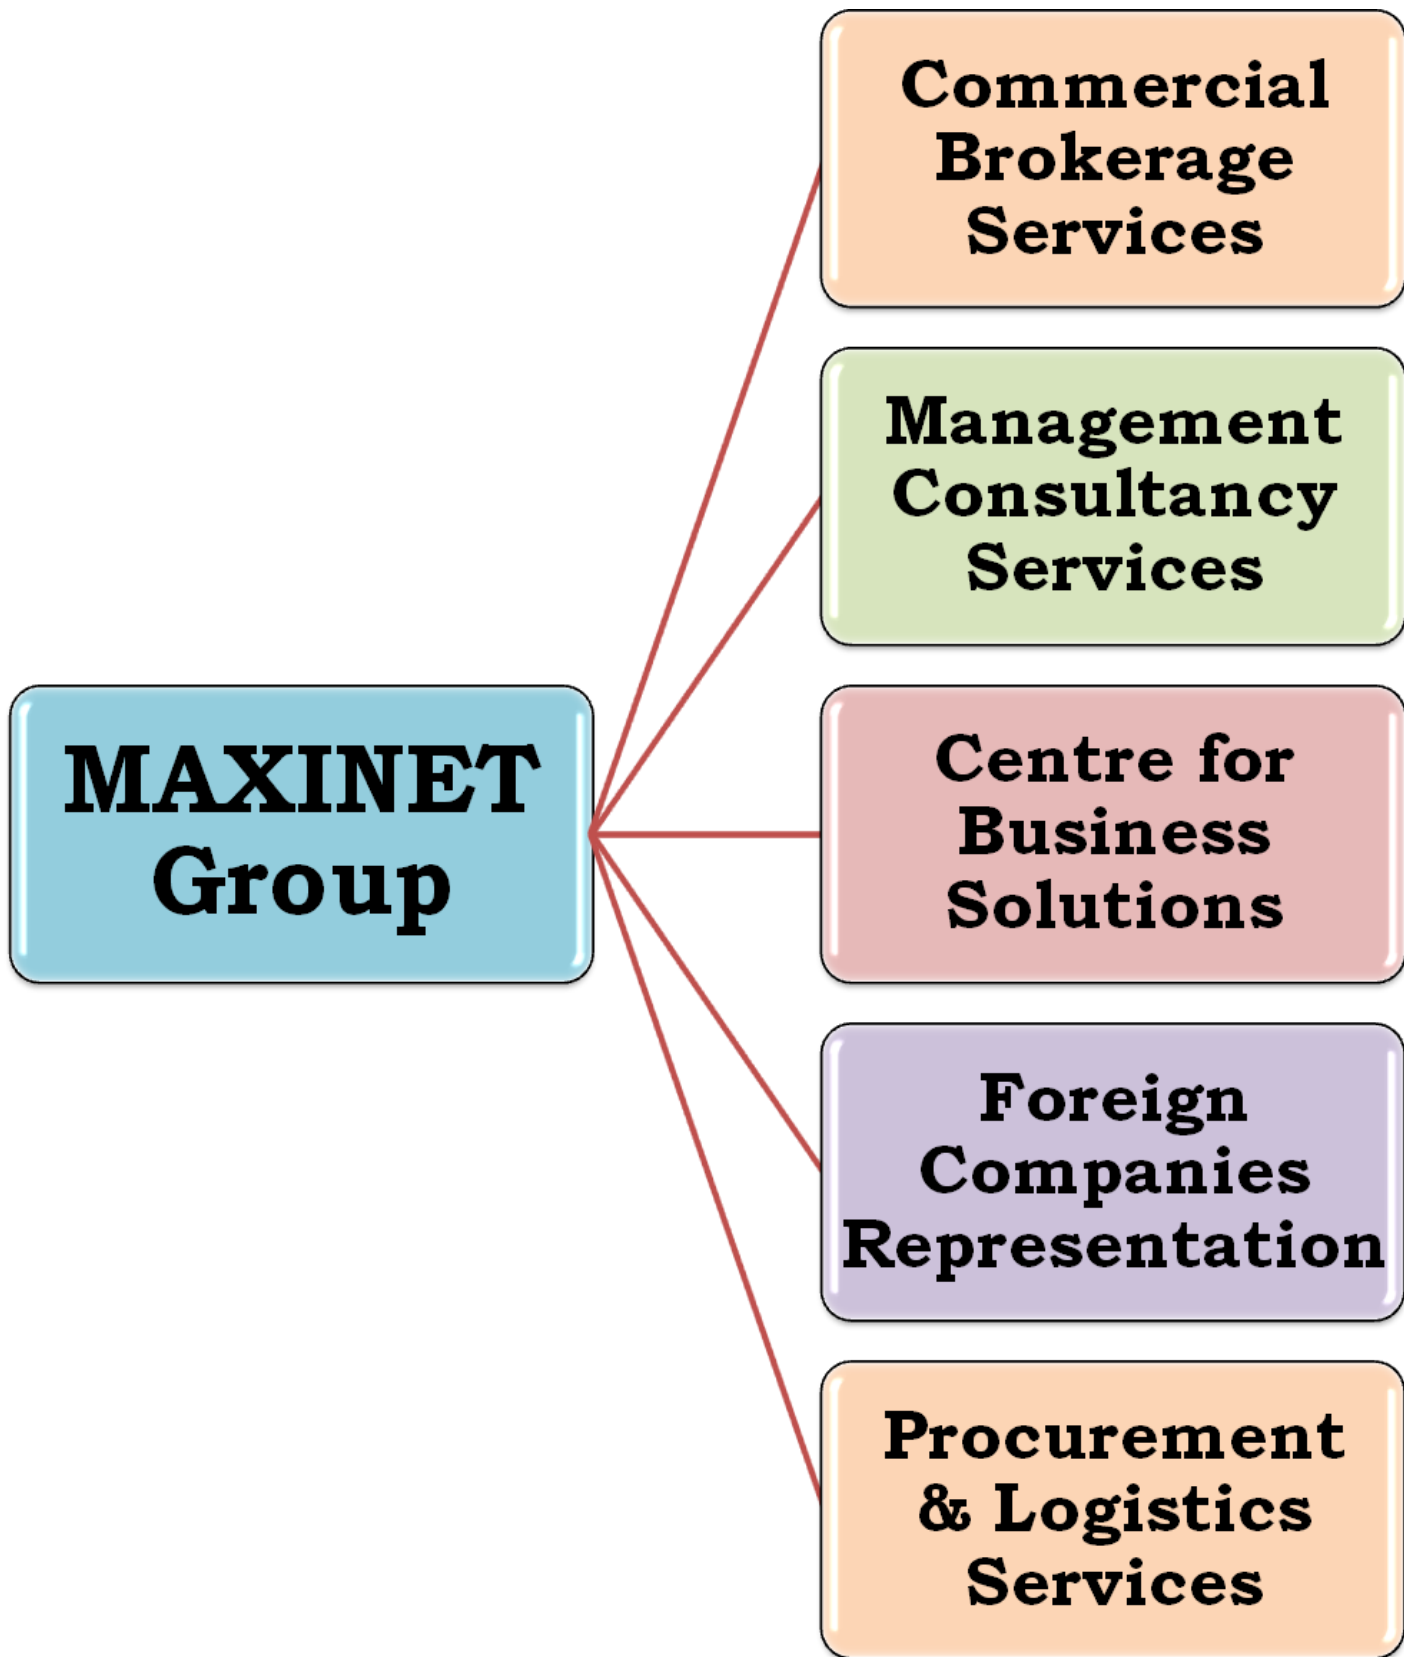 Commercial
Brokerage
Services
Management
Consultancy
Services
MAXINET
Group
Centre for
Business
Solutions
Foreign
Companies
Representation
Procurement
& Logistics
Services